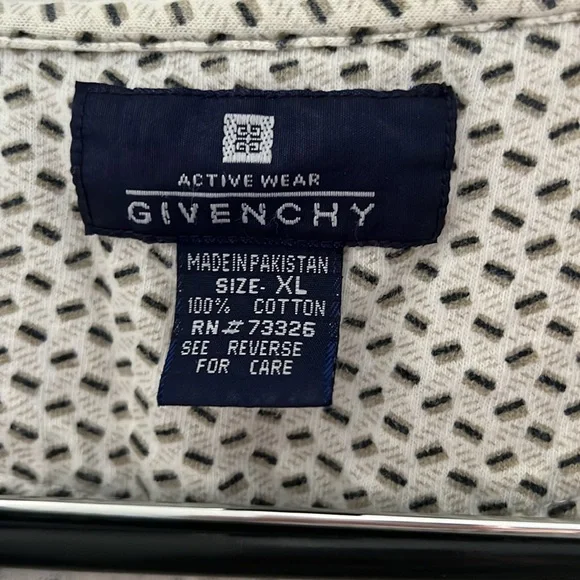 ACTIVE WEAR
GIVENCHY
MADE IN PAKISTAN
SIZE- XL
100% COTTON
RN # 73326
SEE REVERSE
FOR CARE